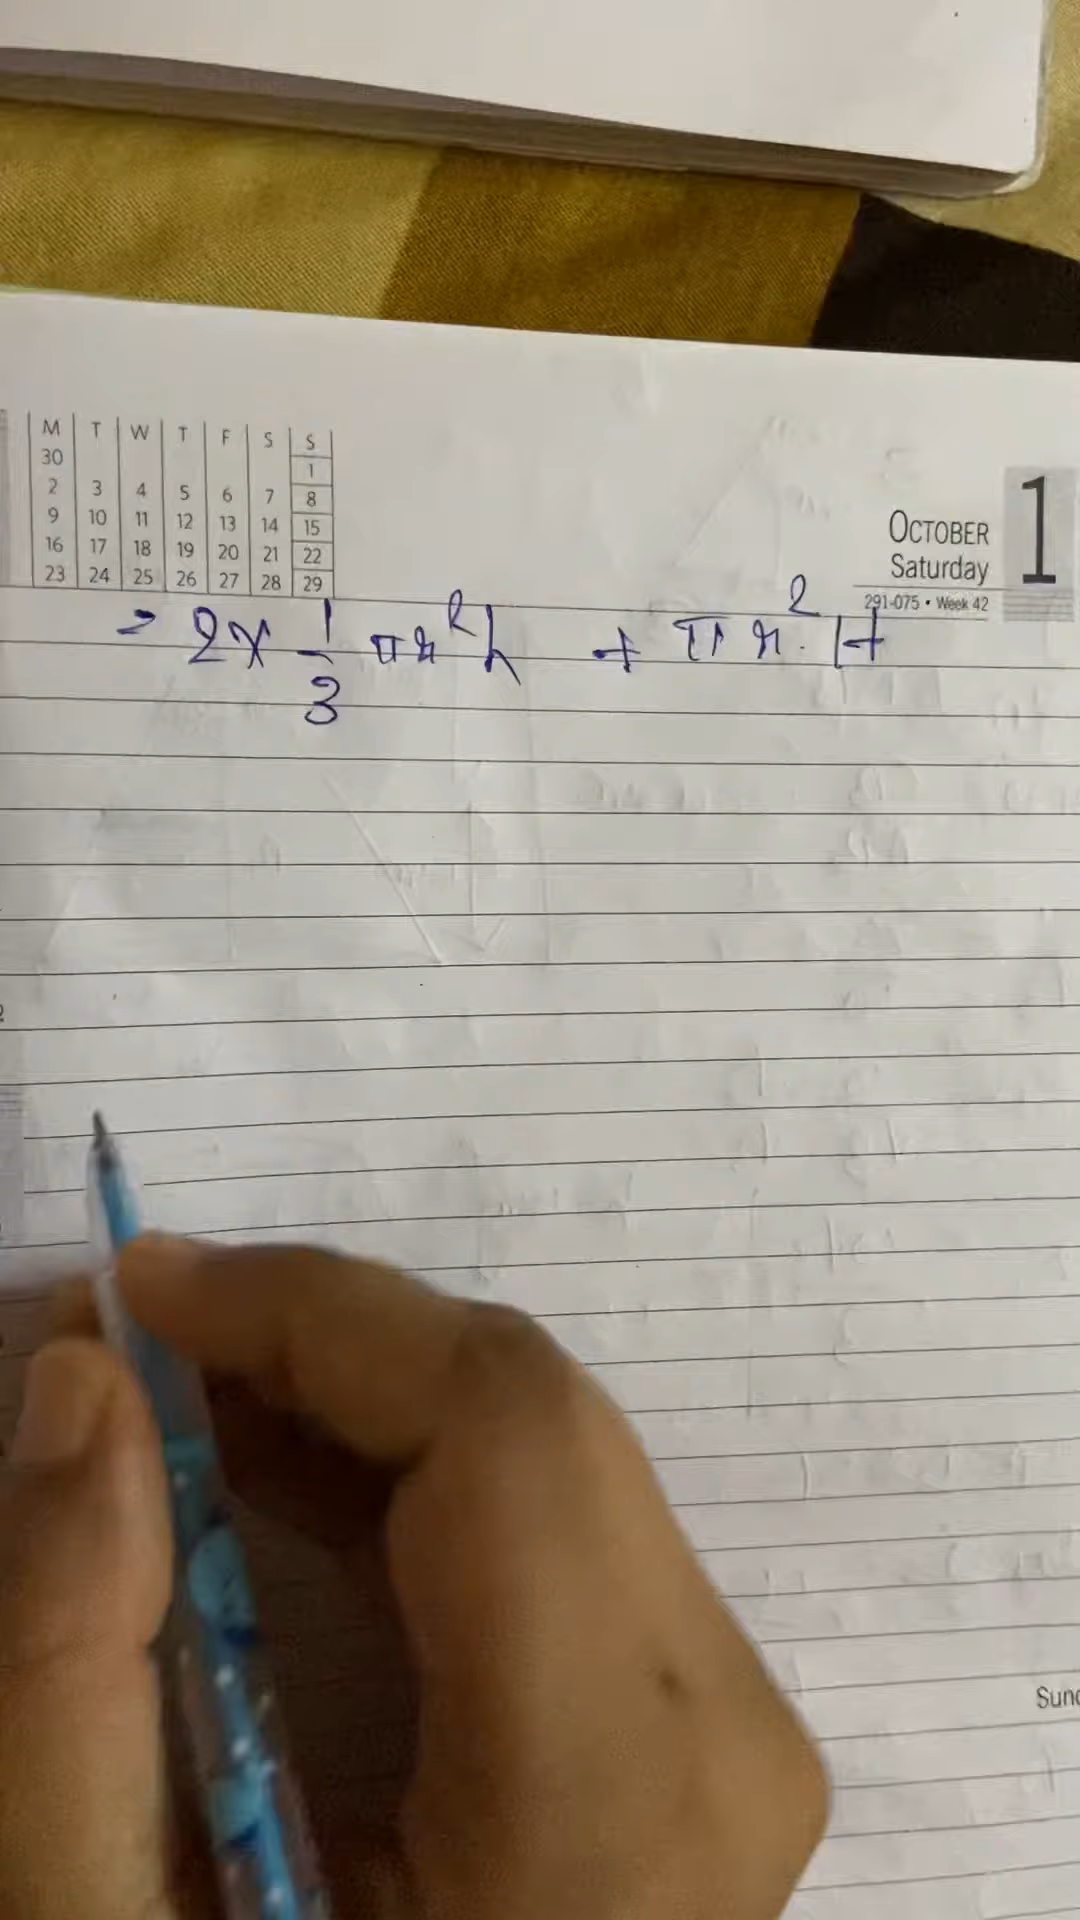 M T W T F S S
30 1
2 3 4 5 6 7 8
9 10 11 12 13 14 15
16 17 18 19 20 21 22
23 24 25 26 27 28 29
OCTOBER
Saturday
1
291-075 • Week 42
= 2 x 1/3 πr²h + πr².H
Sund